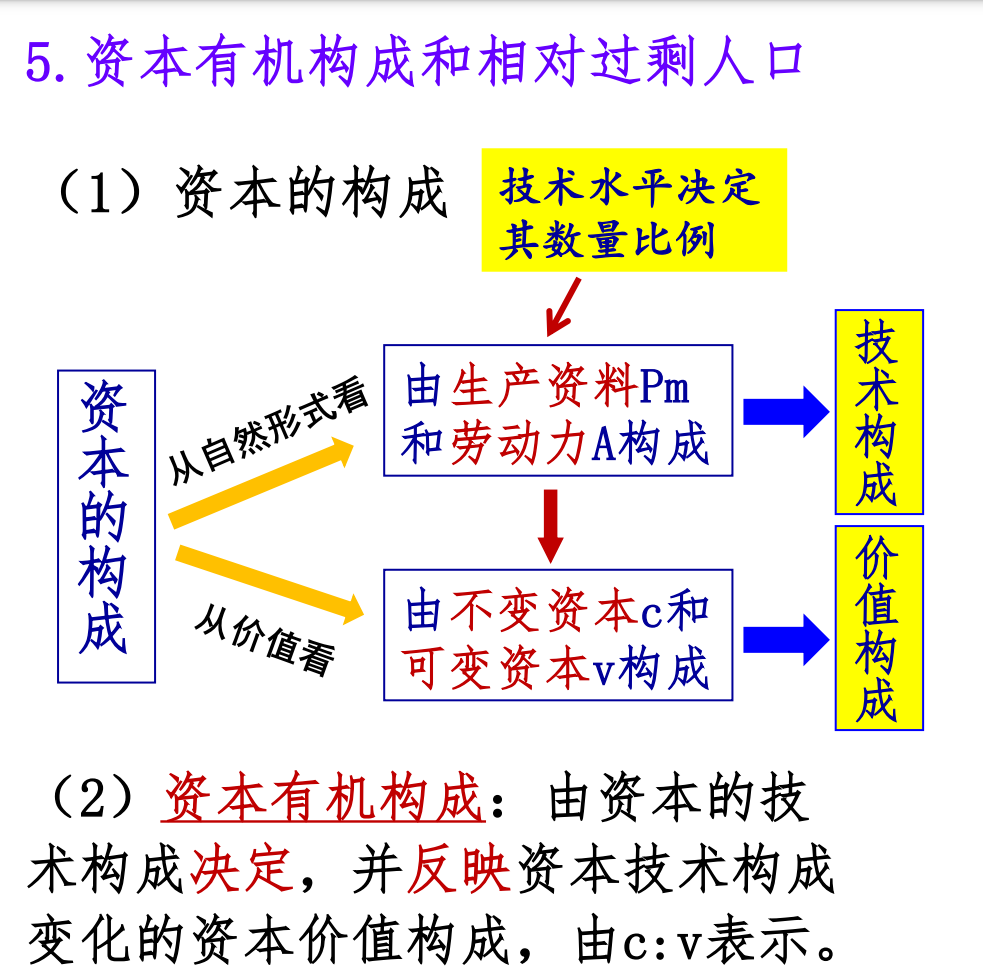 5.资本有机构成和相对过剩人口
（1）资本的构成
技术水平决定
其数量比例
资本的构成
从自然形式看
由生产资料Pm
和劳动力A构成
技术构成
从价值看
由不变资本c和
可变资本v构成
价值构成
（2）资本有机构成：由资本的技
术构成决定，并反映资本技术构成
变化的资本价值构成，由c:v表示。